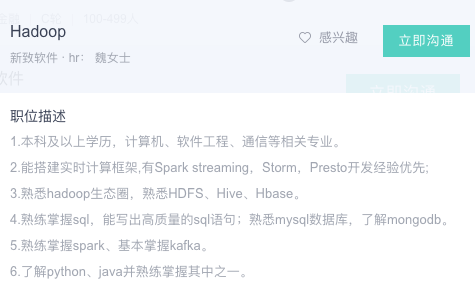 C轮 100-499人
Hadoop
感兴趣
立即沟通
新致软件 · hr： 魏女士
软件
立即沟通
职位描述
1.本科及以上学历，计算机、软件工程、通信等相关专业。
2.能搭建实时计算框架,有Spark streaming，Storm，Presto开发经验优先;
3.熟悉hadoop生态圈，熟悉HDFS、Hive、Hbase。
4.熟练掌握sql，能写出高质量的sql语句；熟悉mysql数据库，了解mongodb。
5.熟练掌握spark、基本掌握kafka。
6.了解python、java并熟练掌握其中之一。